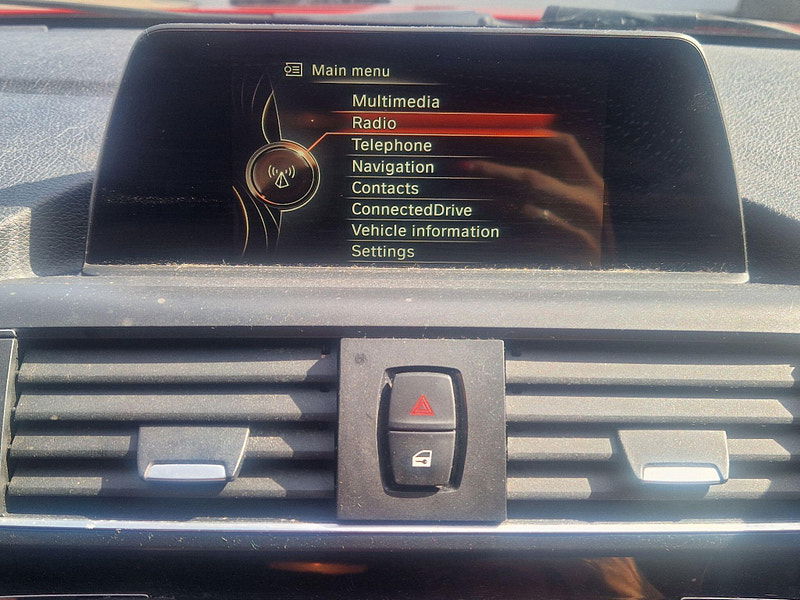 Main menu
Multimedia
Radio
Telephone
Navigation
Contacts
ConnectedDrive
Vehicle information
Settings